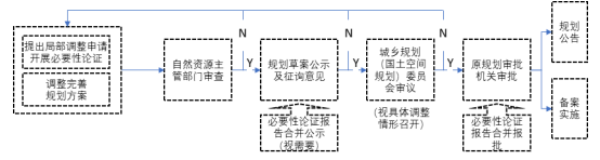 提出局部调整申请
开展必要性论证
调整完善
规划方案
自然资源主
管部门审查
N
Y
规划草案公示
及征询意见
必要性论证报
告合并公示
(视需要)
N
Y
城乡规划
(国土空间
规划)委员
会审议
(视具体调整
情形召开)
N
Y
原规划审批
机关审批
必要性论证
报告合并报
批
规划
公告
备案
实施